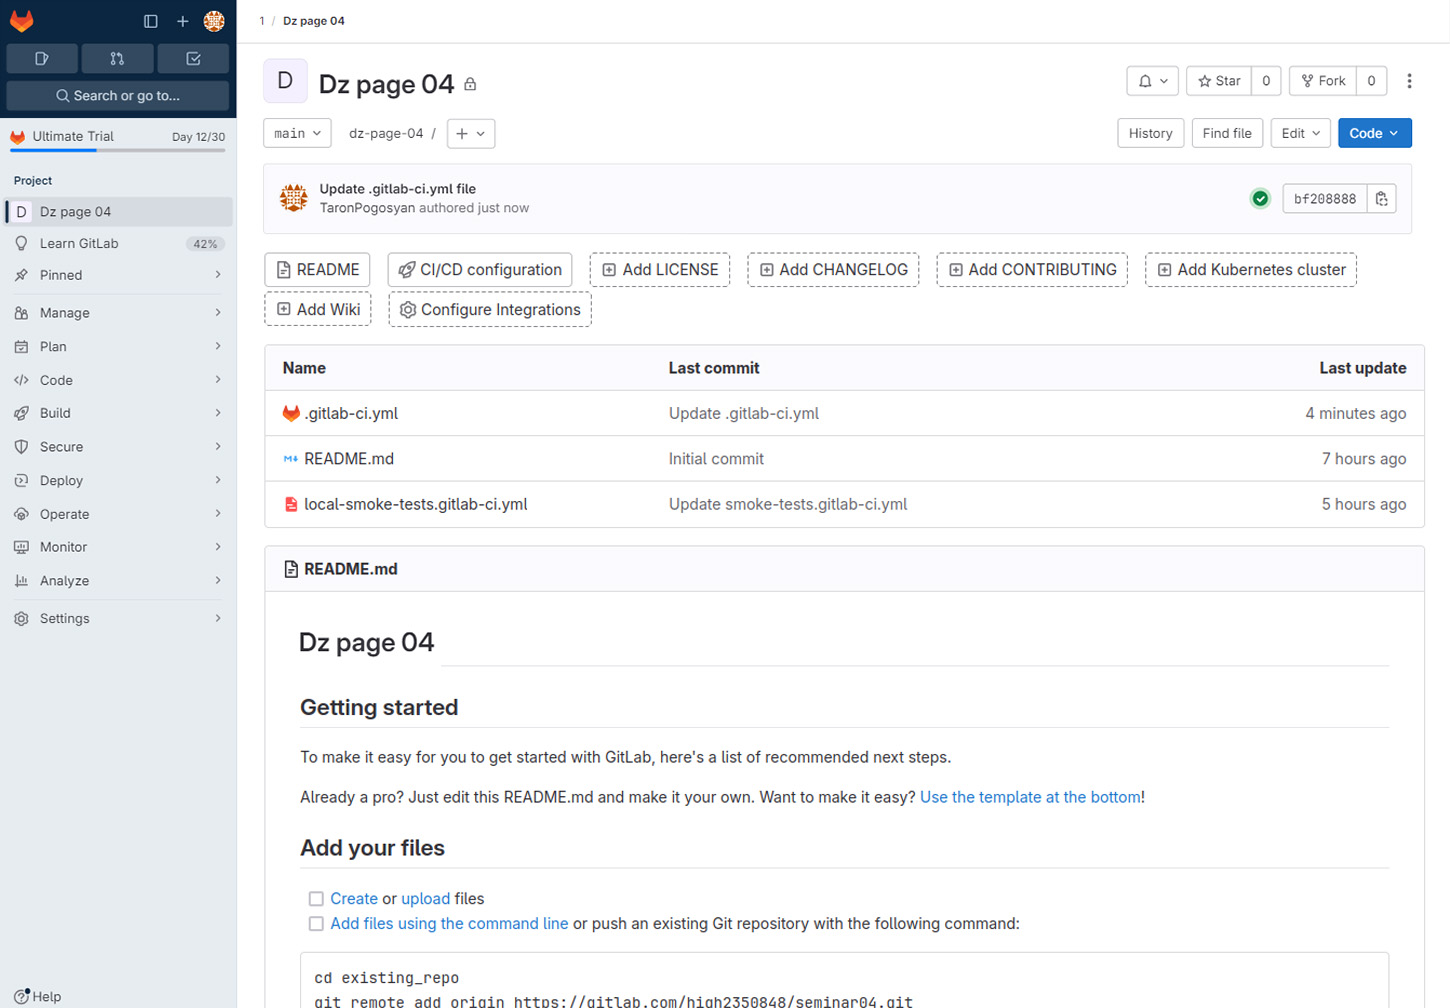 1 / Dz page 04
Search or go to...
Ultimate Trial Day 12/30
Project
D Dz page 04
Learn GitLab 42%
Pinned
Manage
Plan
Code
Build
Secure
Deploy
Operate
Monitor
Analyze
Settings
Help
D Dz page 04
Star 0 Fork 0
main dz-page-04 / +
History Find file Edit Code
Update .gitlab-ci.yml file
TaronPogosyan authored just now
bf208888
README CI/CD configuration Add LICENSE Add CHANGELOG Add CONTRIBUTING Add Kubernetes cluster
Add Wiki Configure Integrations
Name Last commit Last update
.gitlab-ci.yml Update .gitlab-ci.yml 4 minutes ago
README.md Initial commit 7 hours ago
local-smoke-tests.gitlab-ci.yml Update smoke-tests.gitlab-ci.yml 5 hours ago
README.md
Dz page 04
Getting started
To make it easy for you to get started with GitLab, here's a list of recommended next steps.
Already a pro? Just edit this README.md and make it your own. Want to make it easy? Use the template at the bottom!
Add your files
Create or upload files
Add files using the command line or push an existing Git repository with the following command:
cd existing_repo
git remote add origin https://gitlab.com/high2350848/seminar04.git